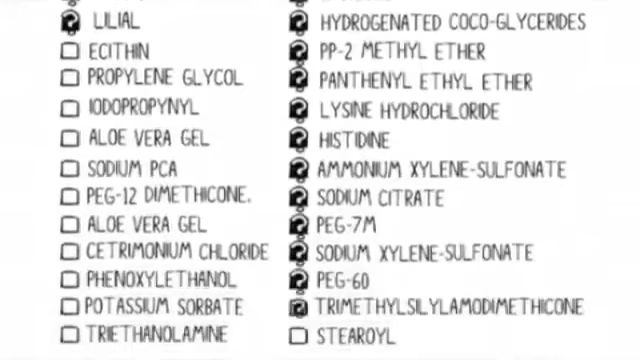 LILIAL
ECITHIN
PROPYLENE GLYCOL
IODOPROPYNYL
ALOE VERA GEL
SODIUM PCA
PEG-12 DIMETHICONE.
ALOE VERA GEL
CETRIMONIUM CHLORIDE
PHENOXYLETHANOL
POTASSIUM SORBATE
TRIETHANOLAMINE
HYDROGENATED COCO-GLYCERIDES
PP-2 METHYL ETHER
PANTHENYL ETHYL ETHER
LYSINE HYDROCHLORIDE
HISTIDINE
AMMONIUM XYLENE-SULFONATE
SODIUM CITRATE
PEG-7M
SODIUM XYLENE-SULFONATE
PEG-60
TRIMETHYLSILYLAMODIMETHICONE
STEAROYL